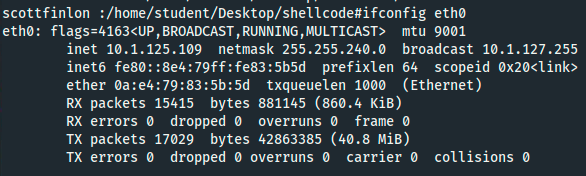 scottfinlon :/home/student/Desktop/shellcode#ifconfig eth0
eth0: flags=4163<UP,BROADCAST,RUNNING,MULTICAST>  mtu 9001
        inet 10.1.125.109  netmask 255.255.240.0  broadcast 10.1.127.255
        inet6 fe80::8e4:79ff:fe83:5b5d  prefixlen 64  scopeid 0x20<link>
        ether 0a:e4:79:83:5b:5d  txqueuelen 1000  (Ethernet)
        RX packets 15415  bytes 881145 (860.4 KiB)
        RX errors 0  dropped 0  overruns 0  frame 0
        TX packets 17029  bytes 42863385 (40.8 MiB)
        TX errors 0  dropped 0 overruns 0  carrier 0  collisions 0